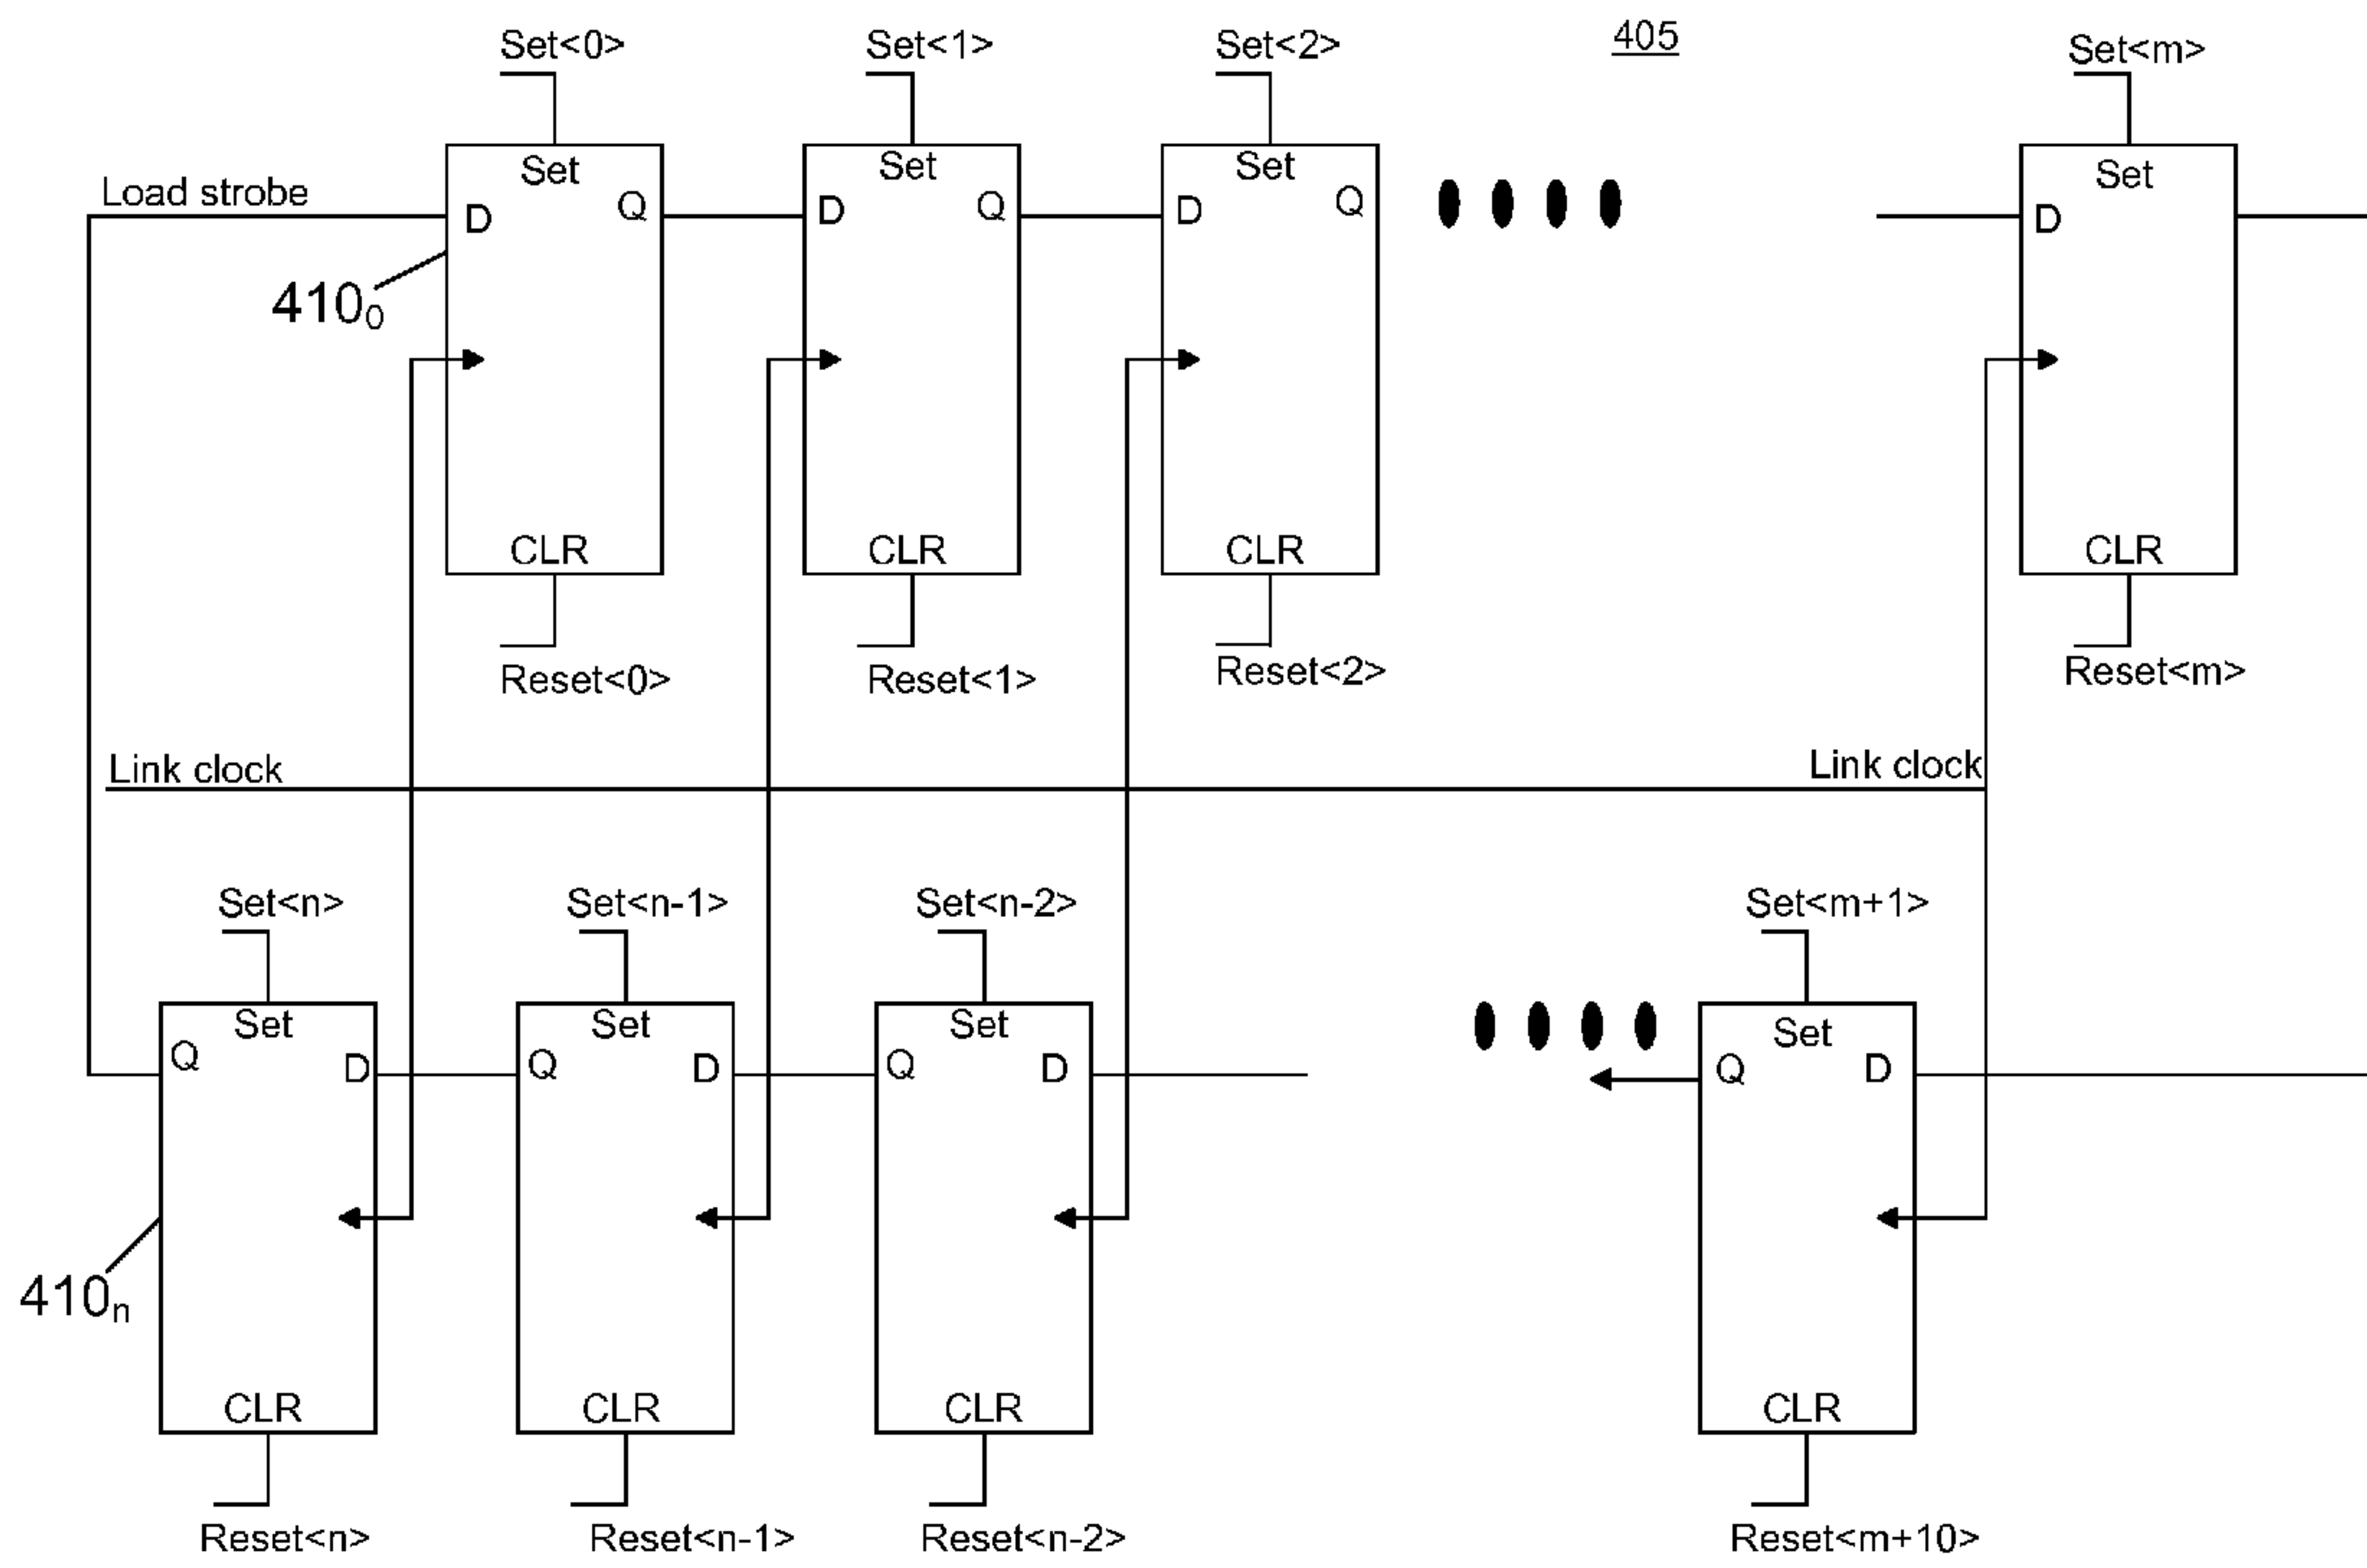 405
Set<0>
Set<1>
Set<2>
Set<m>
Set
Set
Set
Set
Load strobe
D
Q
D
Q
D
Q
D
410₀
CLR
CLR
CLR
CLR
Reset<0>
Reset<1>
Reset<2>
Reset<m>
Link clock
Link clock
Set<n>
Set<n-1>
Set<n-2>
Set<m+1>
Set
Set
Set
Set
Q
D
Q
D
Q
D
Q
D
410ₙ
CLR
CLR
CLR
CLR
Reset<n>
Reset<n-1>
Reset<n-2>
Reset<m+10>